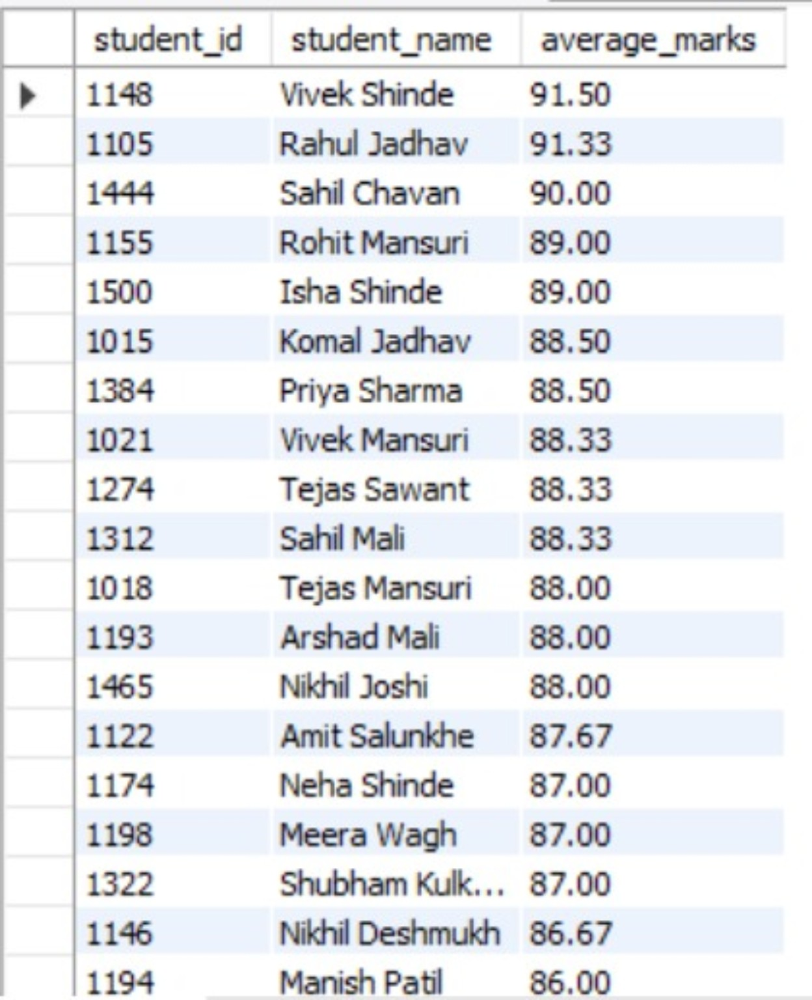 student_id student_name average_marks
1148 Vivek Shinde 91.50
1105 Rahul Jadhav 91.33
1444 Sahil Chavan 90.00
1155 Rohit Mansuri 89.00
1500 Isha Shinde 89.00
1015 Komal Jadhav 88.50
1384 Priya Sharma 88.50
1021 Vivek Mansuri 88.33
1274 Tejas Sawant 88.33
1312 Sahil Mali 88.33
1018 Tejas Mansuri 88.00
1193 Arshad Mali 88.00
1465 Nikhil Joshi 88.00
1122 Amit Salunkhe 87.67
1174 Neha Shinde 87.00
1198 Meera Wagh 87.00
1322 Shubham Kulk... 87.00
1146 Nikhil Deshmukh 86.67
1194 Manish Patil 86.00